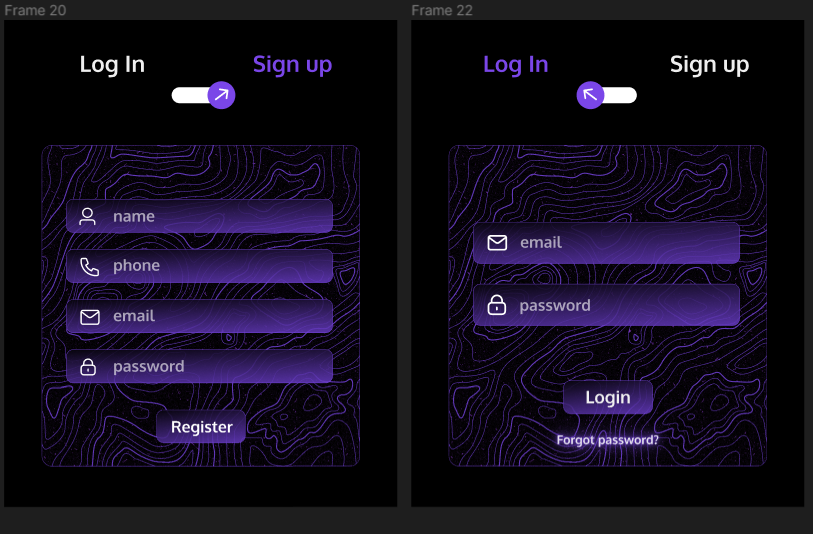 Frame 20
Log In
Sign up
name
phone
email
password
Register
Frame 22
Log In
Sign up
email
password
Login
Forgot password?